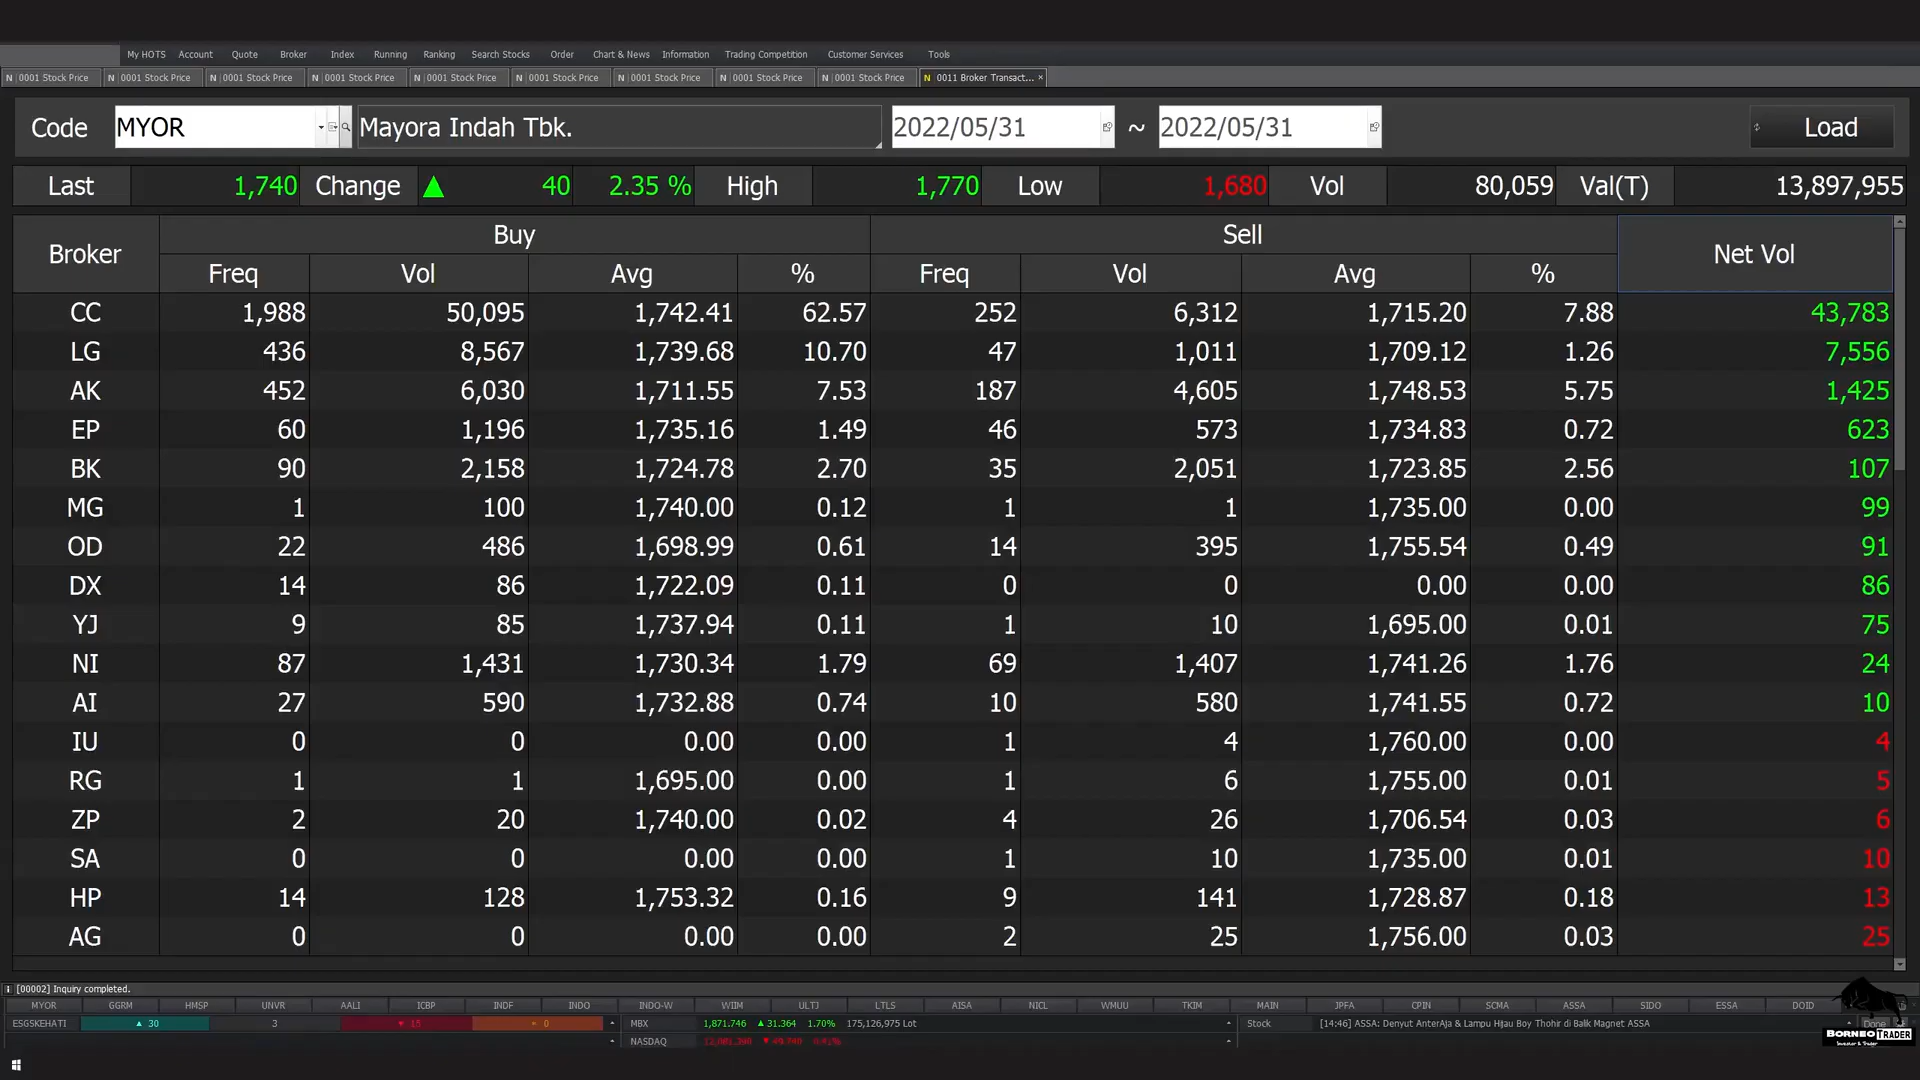 My HOTS Account Quote Broker Index Running Ranking Search Stocks Order Chart & News Information Trading Competition Customer Services Tools
N 0001 Stock Price N 0001 Stock Price N 0001 Stock Price N 0001 Stock Price N 0001 Stock Price N 0001 Stock Price N 0001 Stock Price N 0001 Stock Price N 0001 Stock Price N 0011 Broker Transact... ×
Code MYOR Mayora Indah Tbk. 2022/05/31 ~ 2022/05/31 Load
Last 1,740 Change ▲ 40 2.35 % High 1,770 Low 1,680 Vol 80,059 Val(T) 13,897,955
Broker Buy Sell Net Vol
Freq Vol Avg % Freq Vol Avg %
CC 1,988 50,095 1,742.41 62.57 252 6,312 1,715.20 7.88 43,783
LG 436 8,567 1,739.68 10.70 47 1,011 1,709.12 1.26 7,556
AK 452 6,030 1,711.55 7.53 187 4,605 1,748.53 5.75 1,425
EP 60 1,196 1,735.16 1.49 46 573 1,734.83 0.72 623
BK 90 2,158 1,724.78 2.70 35 2,051 1,723.85 2.56 107
MG 1 100 1,740.00 0.12 1 1 1,735.00 0.00 99
OD 22 486 1,698.99 0.61 14 395 1,755.54 0.49 91
DX 14 86 1,722.09 0.11 0 0 0.00 0.00 86
YJ 9 85 1,737.94 0.11 1 10 1,695.00 0.01 75
NI 87 1,431 1,730.34 1.79 69 1,407 1,741.26 1.76 24
AI 27 590 1,732.88 0.74 10 580 1,741.55 0.72 10
IU 0 0 0.00 0.00 1 4 1,760.00 0.00 4
RG 1 1 1,695.00 0.00 1 6 1,755.00 0.01 5
ZP 2 20 1,740.00 0.02 4 26 1,706.54 0.03 6
SA 0 0 0.00 0.00 1 10 1,735.00 0.01 10
HP 14 128 1,753.32 0.16 9 141 1,728.87 0.18 13
AG 0 0 0.00 0.00 2 25 1,756.00 0.03 25
[00002] Inquiry completed.
MYOR GGRM HMSP UNVR AALI ICBP INDF INDO INDO-W WIIM ULTJ LTLS AISA NICL WMUU TKIM MAIN JPFA CPIN SCMA ASSA SIDO ESSA DOID
ESGSKEHATI ▲ 30 3 ▼ 15 0 MBX 1,871.746 ▲ 31.364 1.70% 175,126,975 Lot Stock [14:46] ASSA: Denyut AnterAja & Lampu Hijau Boy Thohir di Balik Magnet ASSA Done
NASDAQ
BORNEO TRADER
Investor & Trader